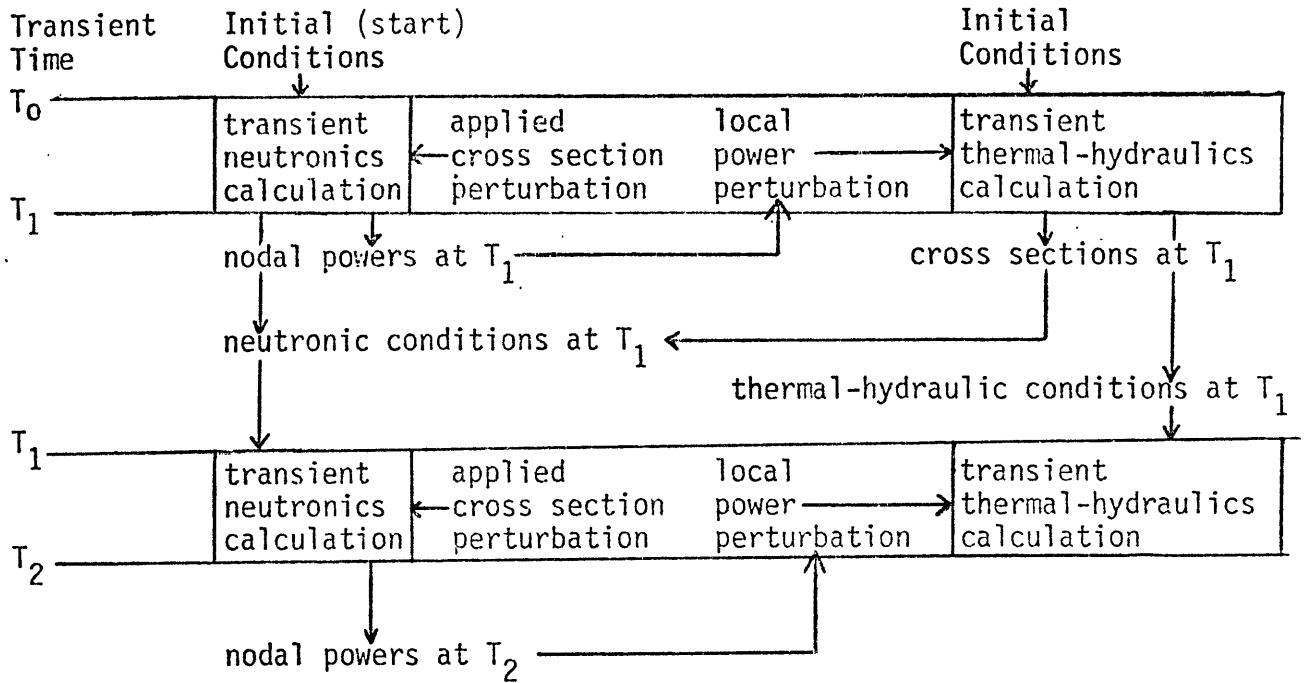 Transient Initial (start) Initial
Time Conditions Conditions
T0
transient applied local transient
neutronics cross section power thermal-hydraulics
calculation perturbation perturbation calculation
T1
nodal powers at T1 cross sections at T1
neutronic conditions at T1
thermal-hydraulic conditions at T1
T1
transient applied local transient
neutronics cross section power thermal-hydraulics
calculation perturbation perturbation calculation
T2
nodal powers at T2